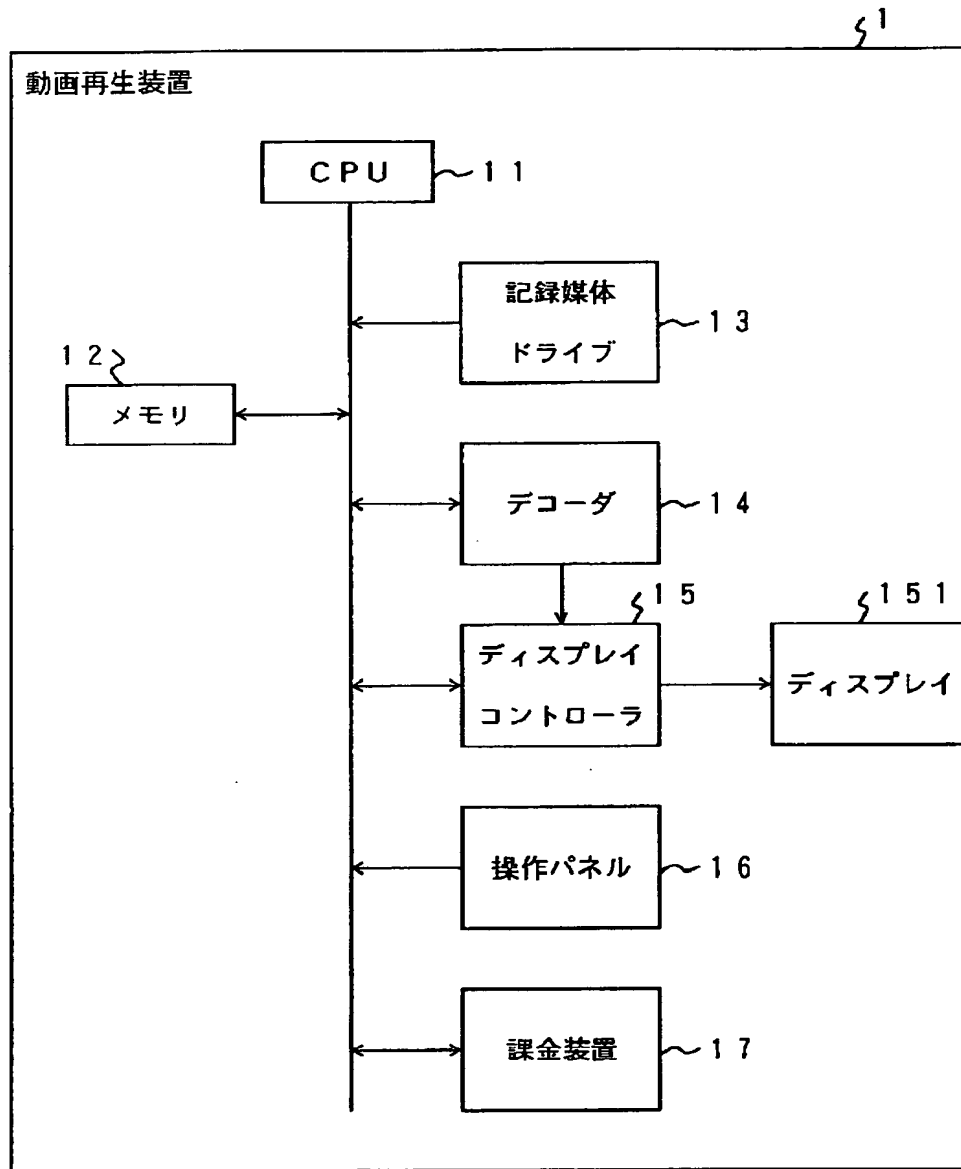 1
動画再生装置
CPU
11
記録媒体
ドライブ
13
12
メモリ
デコーダ
14
15
151
ディスプレイ
コントローラ
ディスプレイ
操作パネル
16
課金装置
17